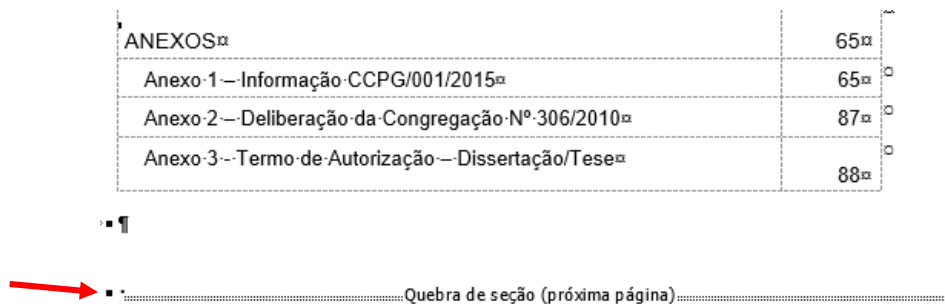 ANEXOS¤ 65¤
Anexo·1·–·Informação·CCPG/001/2015¤ 65¤
Anexo·2·–·Deliberação·da·Congregação·Nº·306/2010¤ 87¤
Anexo·3·-·Termo·de·Autorização·–·Dissertação/Tese¤ 88¤
¶
Quebra de seção (próxima página)